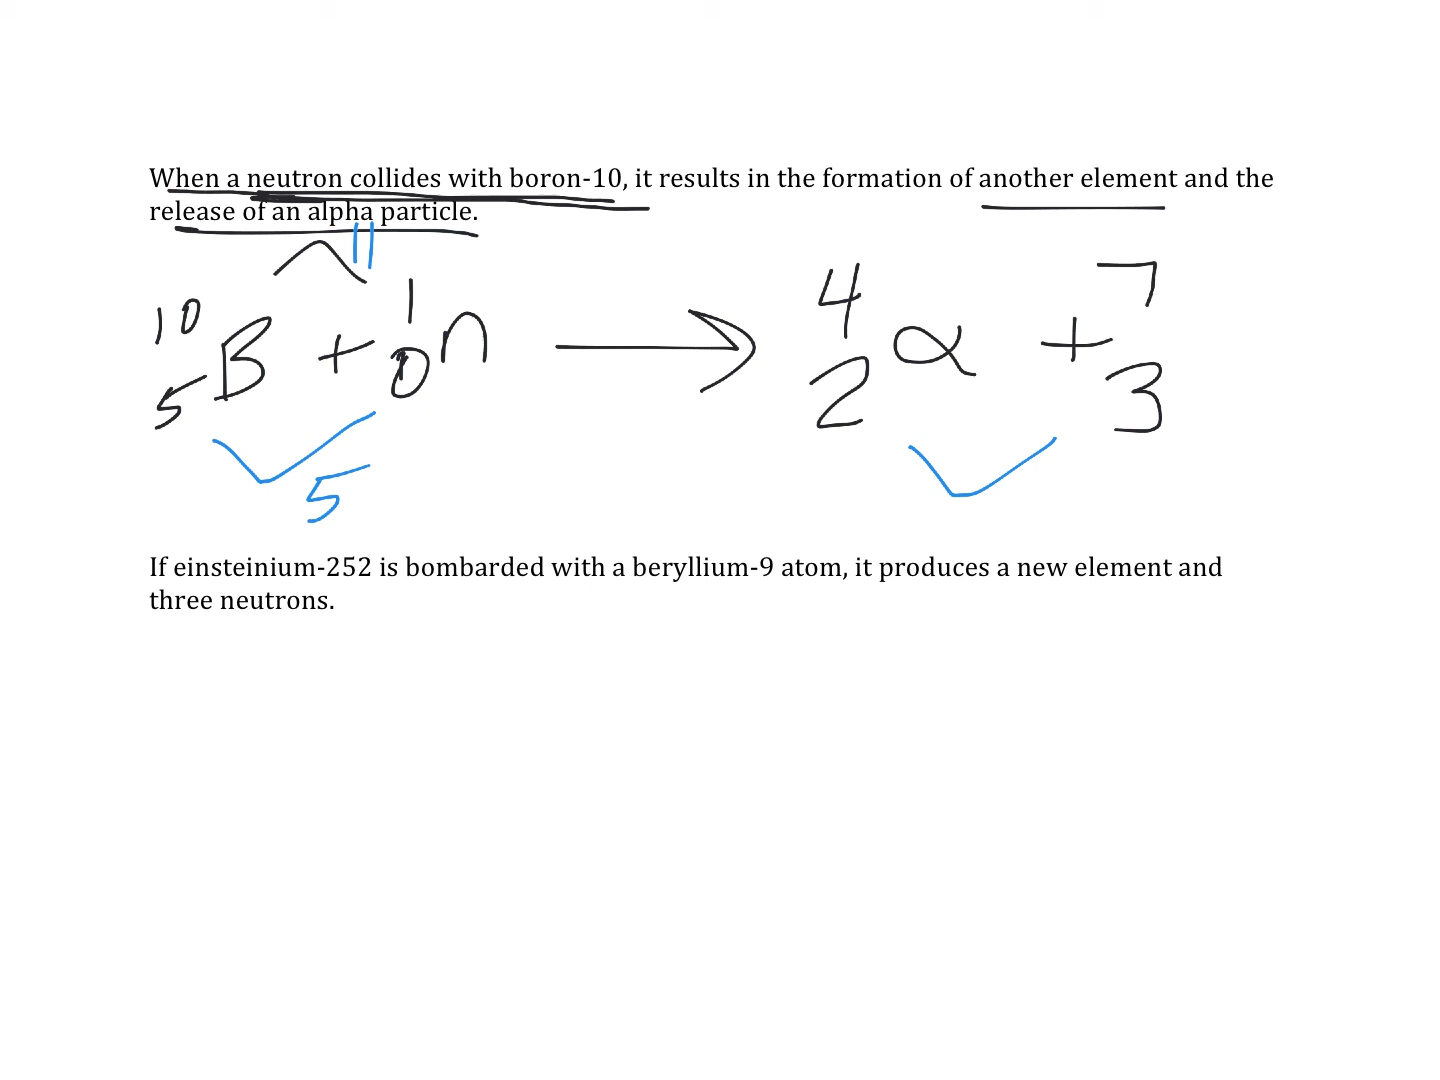 When a neutron collides with boron-10, it results in the formation of another element and the
release of an alpha particle.
11
10 1 4 7
B + n → α +
5 0 2 3
5
If einsteinium-252 is bombarded with a beryllium-9 atom, it produces a new element and
three neutrons.